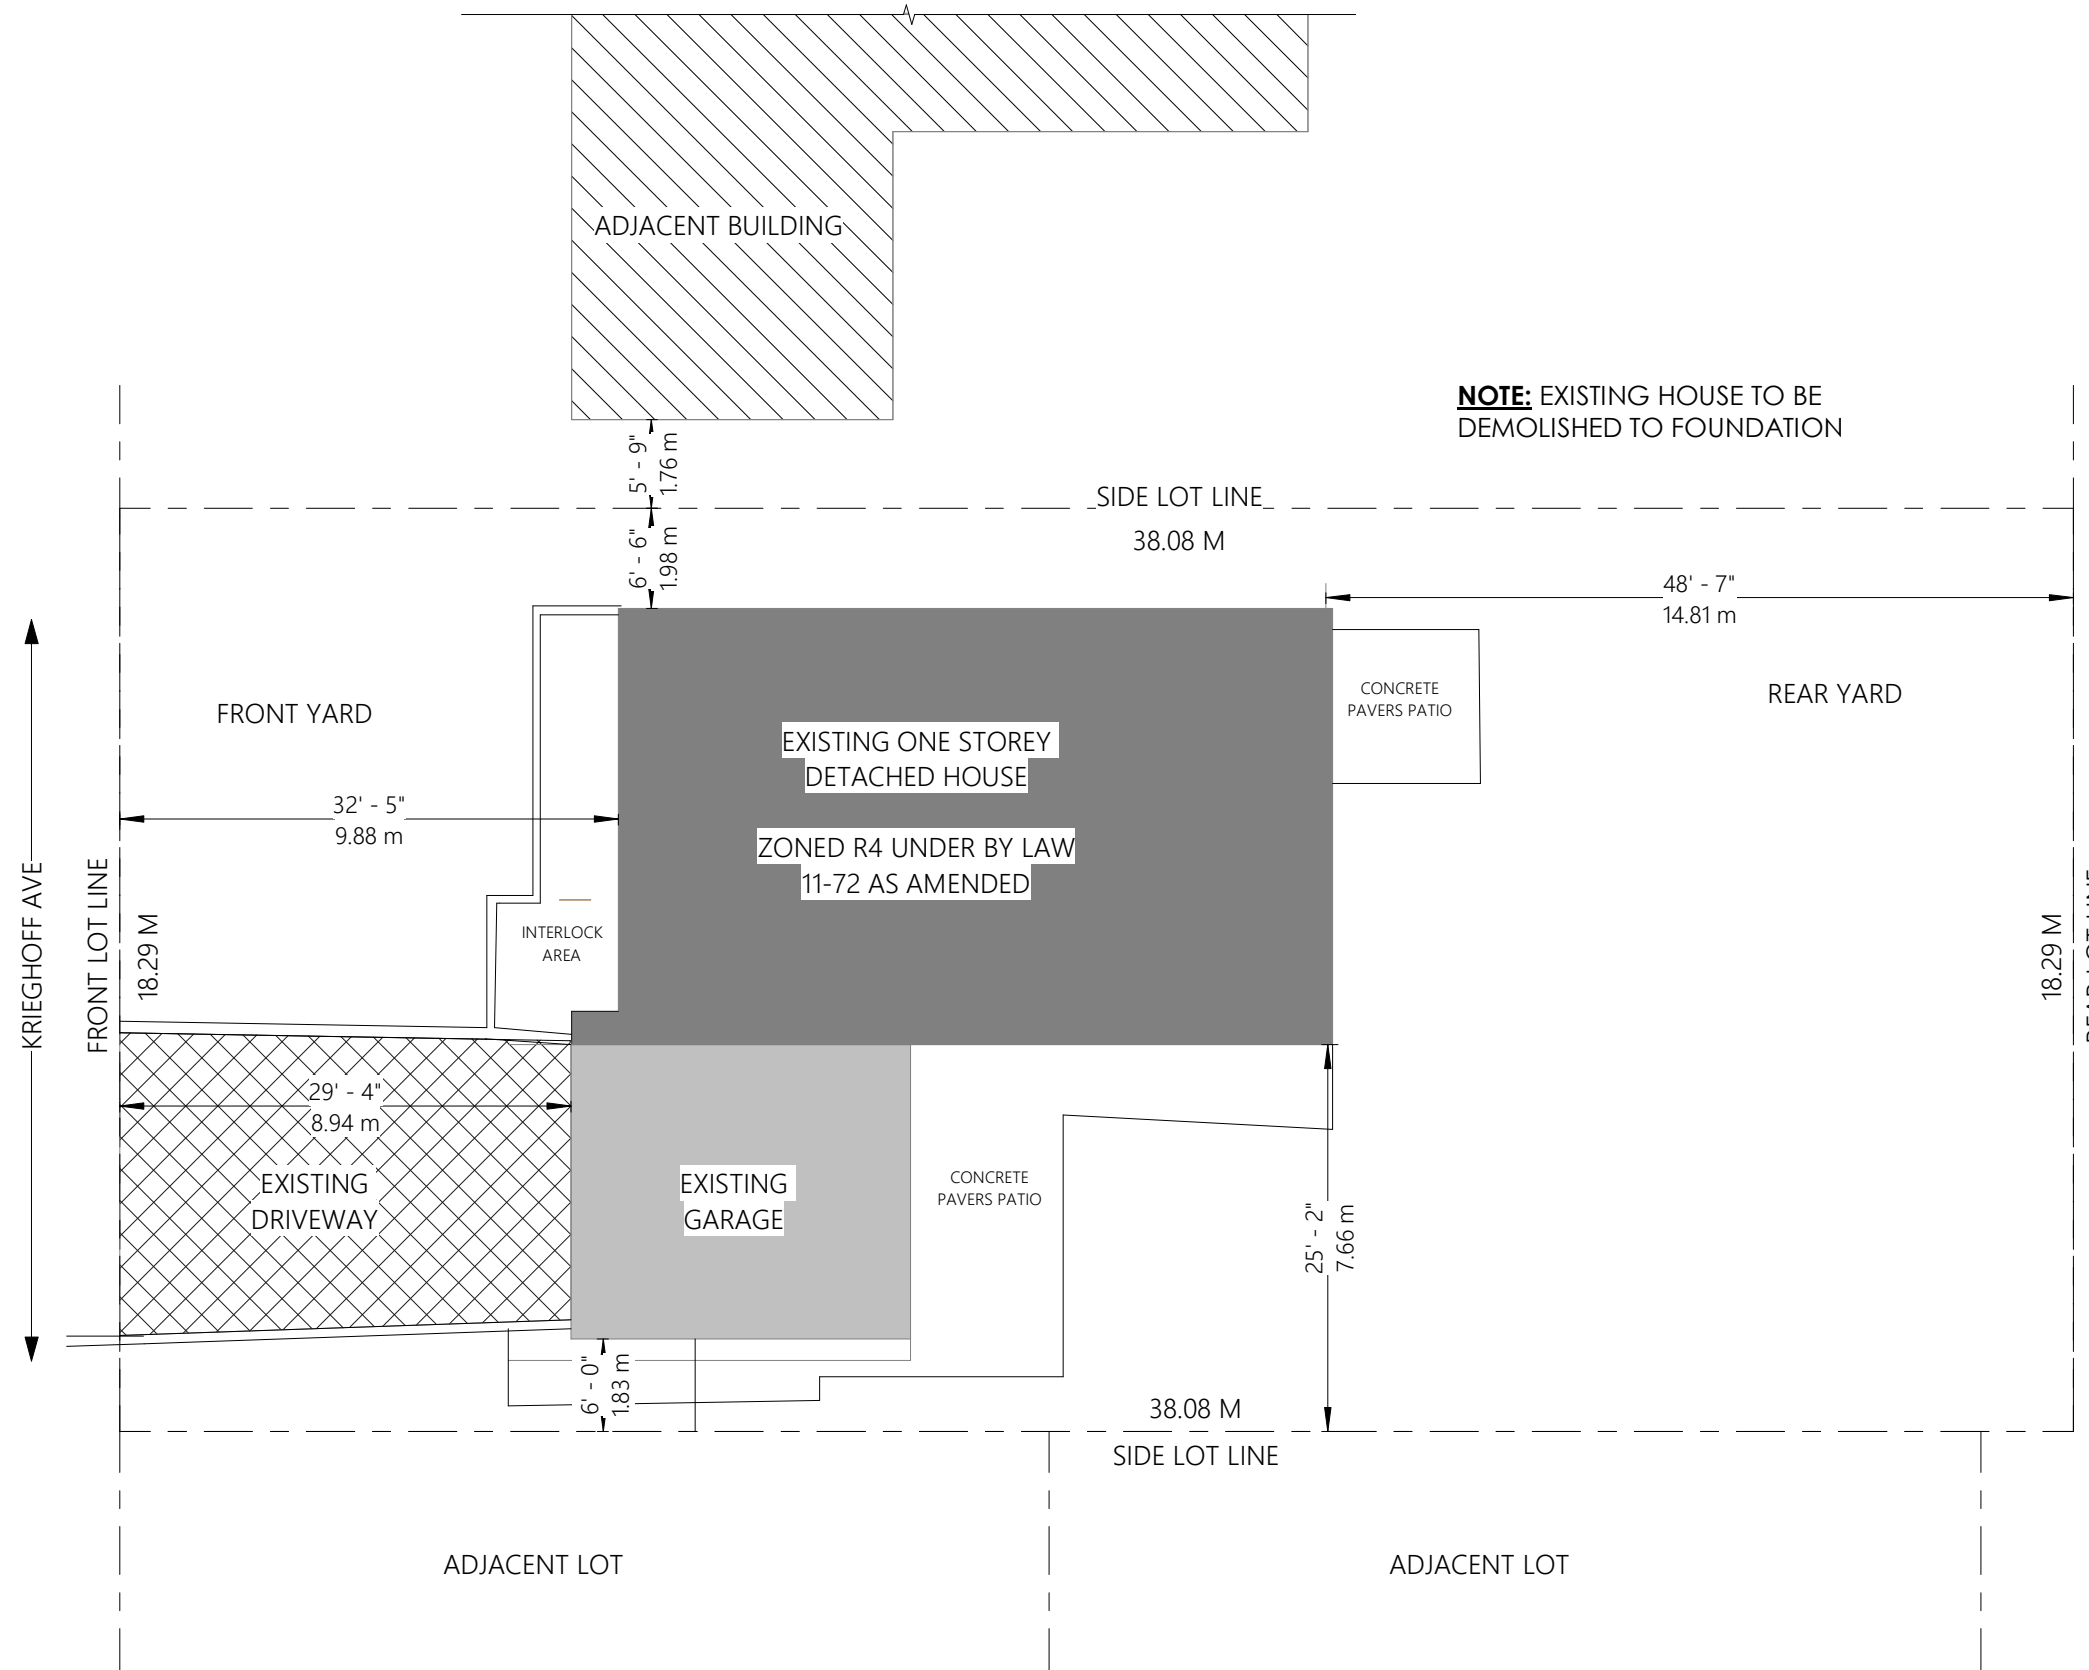 ADJACENT BUILDING
NOTE: EXISTING HOUSE TO BE
DEMOLISHED TO FOUNDATION
5' - 9"
1.76 m
SIDE LOT LINE
38.08 M
6' - 6"
1.98 m
48' - 7"
14.81 m
FRONT YARD
CONCRETE
PAVERS PATIO
REAR YARD
EXISTING ONE STOREY
DETACHED HOUSE
ZONED R4 UNDER BY LAW
11-72 AS AMENDED
32' - 5"
9.88 m
KRIEGHOFF AVE
FRONT LOT LINE
18.29 M
INTERLOCK
AREA
18.29 M
29' - 4"
8.94 m
EXISTING
DRIVEWAY
EXISTING
GARAGE
CONCRETE
PAVERS PATIO
25' - 2"
7.66 m
6' - 0"
1.83 m
38.08 M
SIDE LOT LINE
ADJACENT LOT
ADJACENT LOT